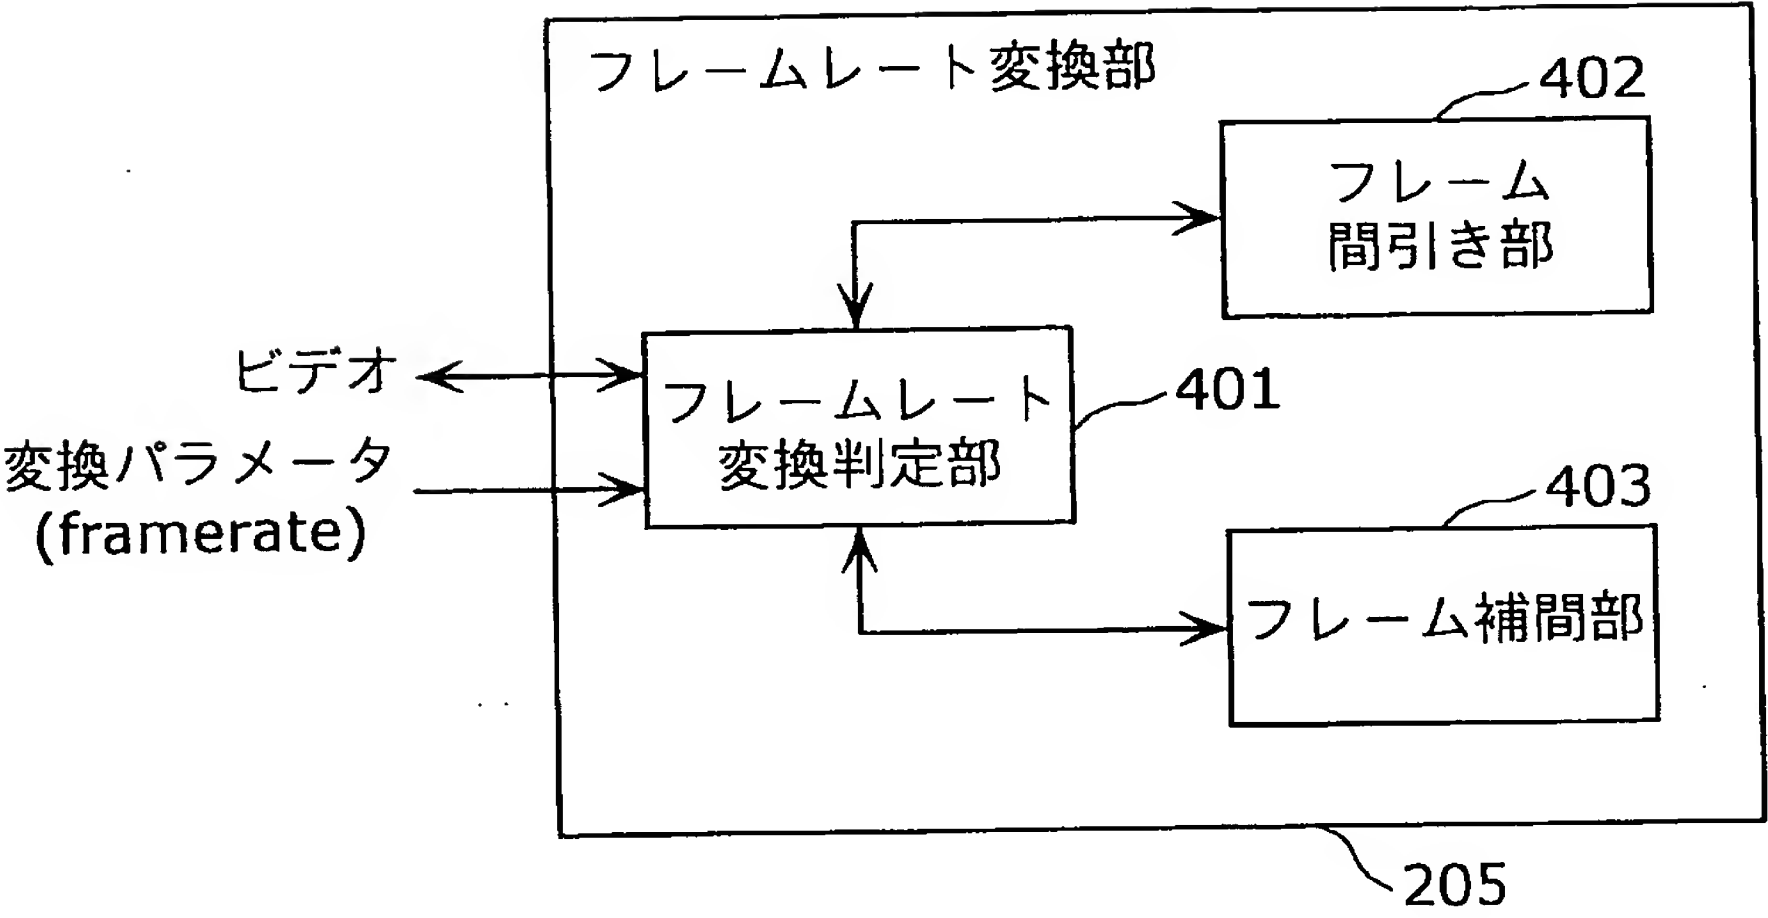 フレームレート変換部
402
フレーム
間引き部
ビデオ
フレームレート
変換判定部
401
変換パラメータ
(framerate)
403
フレーム補間部
205